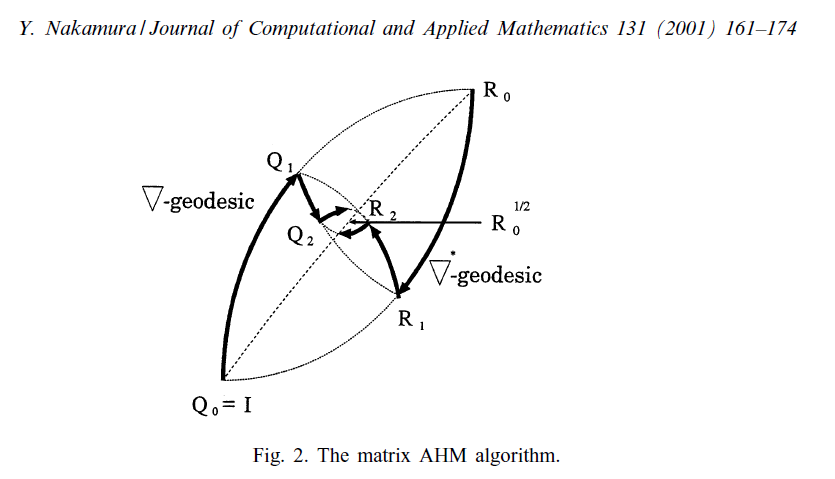 Y. Nakamura / Journal of Computational and Applied Mathematics 131 (2001) 161–174
R₀
Q₁
∇-geodesic
R₂
R₀^1/2
Q₂
∇*-geodesic
R₁
Q₀= I
Fig. 2. The matrix AHM algorithm.